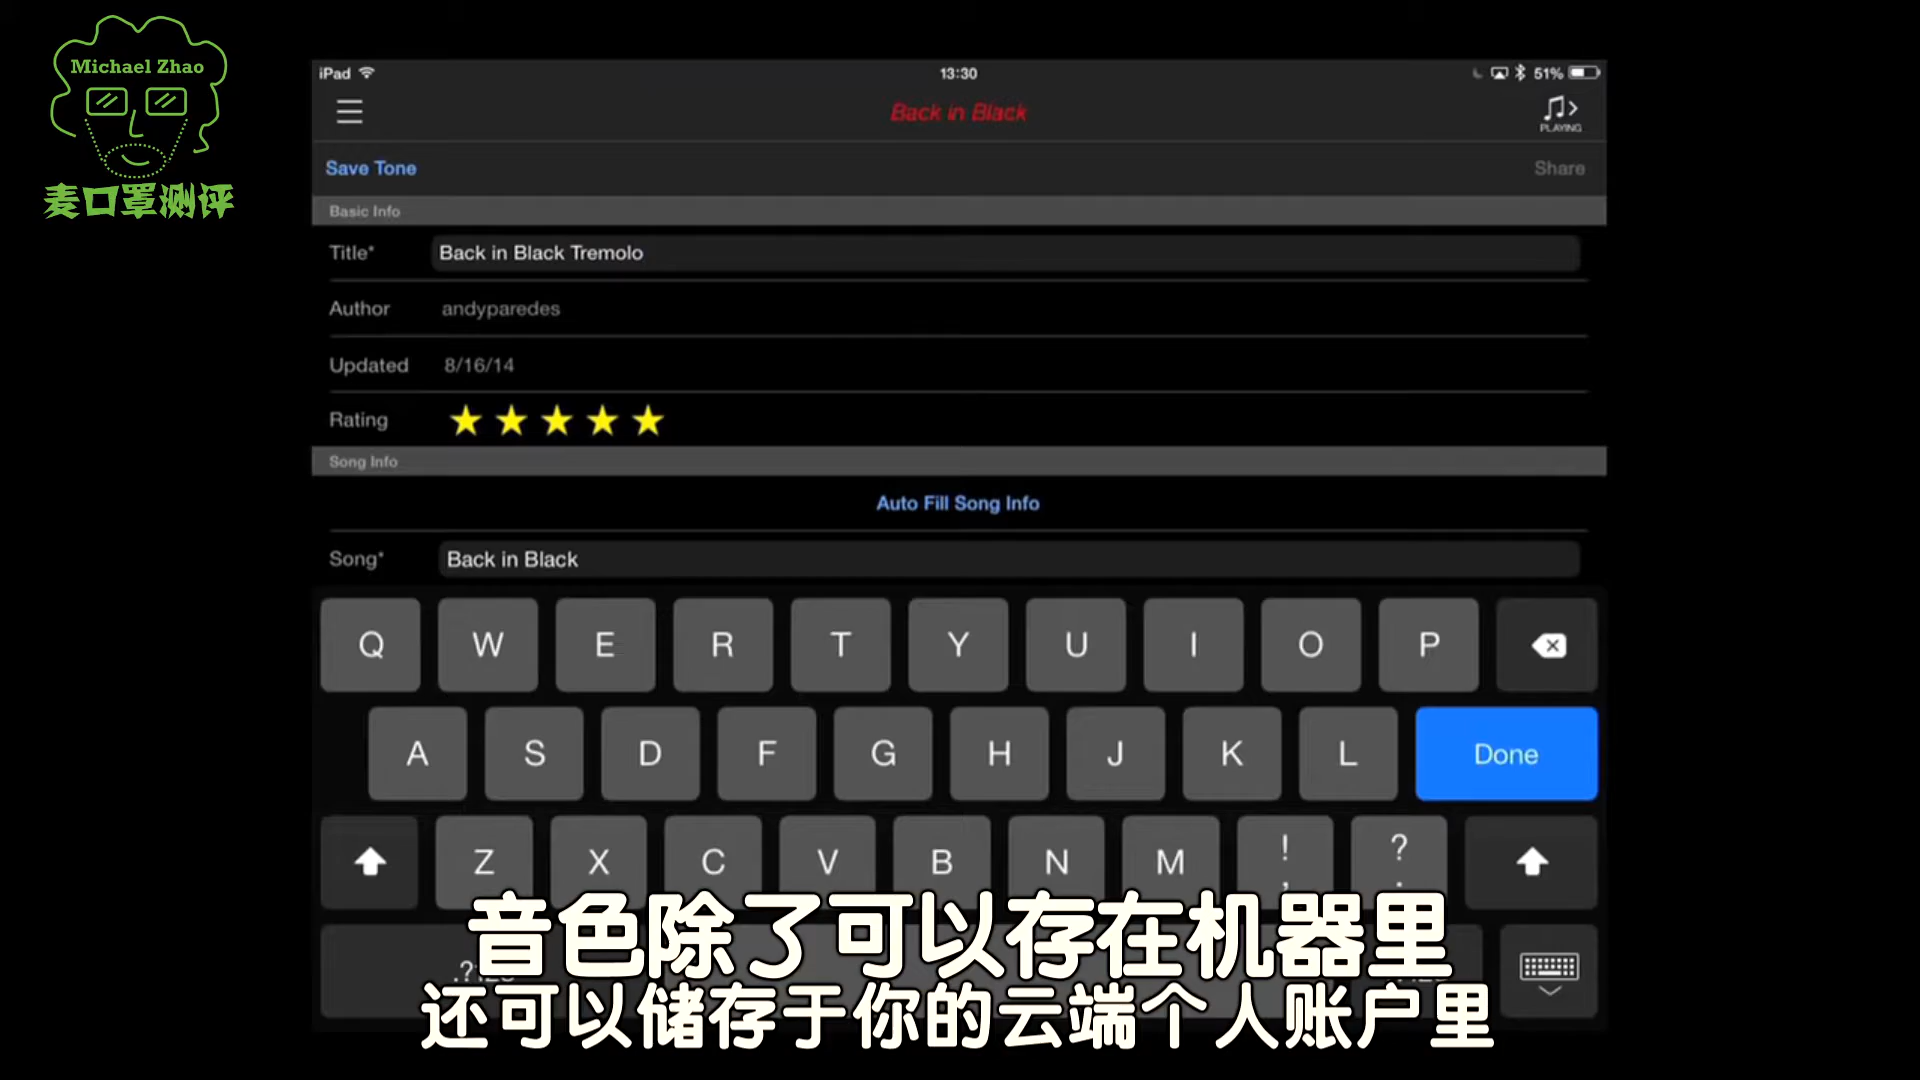 Michael Zhao
麦口罩测评
iPad
13:30
51%
Back in Black
PLAYING
Save Tone
Share
Basic Info
Title*
Back in Black Tremolo
Author
andyparedes
Updated
8/16/14
Rating
Song Info
Auto Fill Song Info
Song*
Back in Black
Q W E R T Y U I O P
A S D F G H J K L
Done
Z X C V B N M ! , ? .
音色除了可以存在机器里
还可以储存于你的云端个人账户里